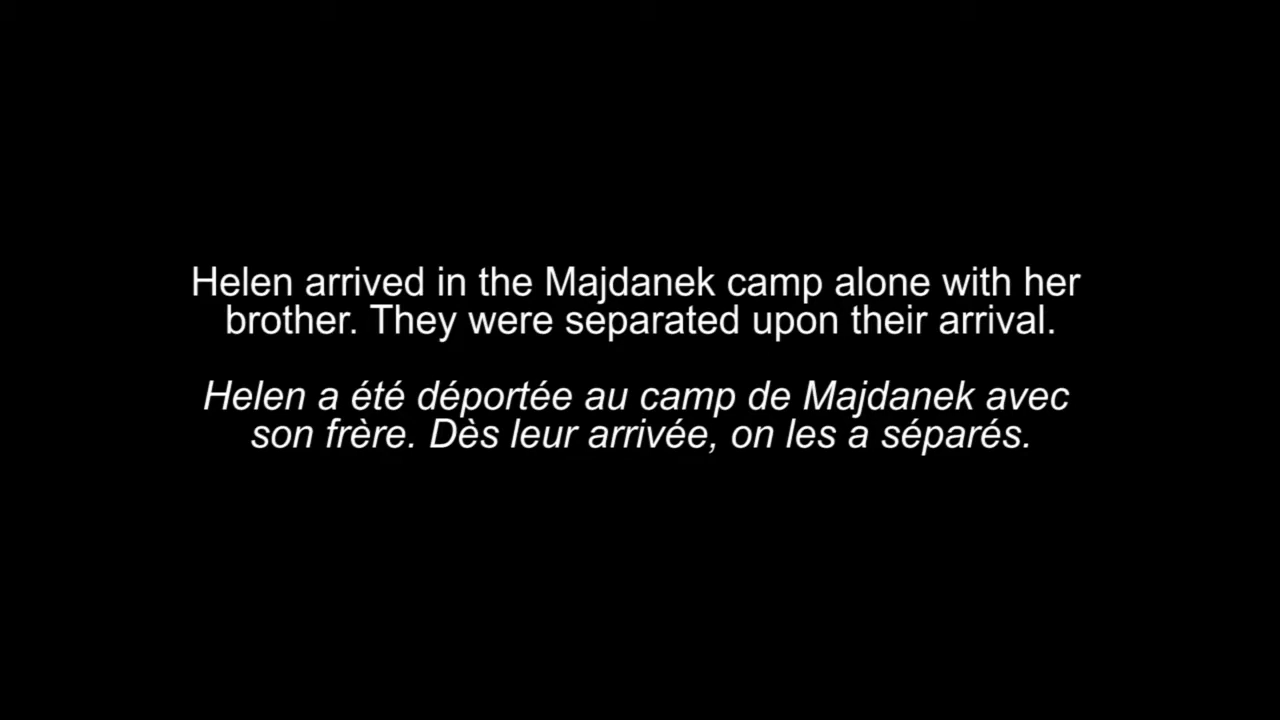 Helen arrived in the Majdanek camp alone with her
brother. They were separated upon their arrival.
Helen a été déportée au camp de Majdanek avec
son frère. Dès leur arrivée, on les a séparés.